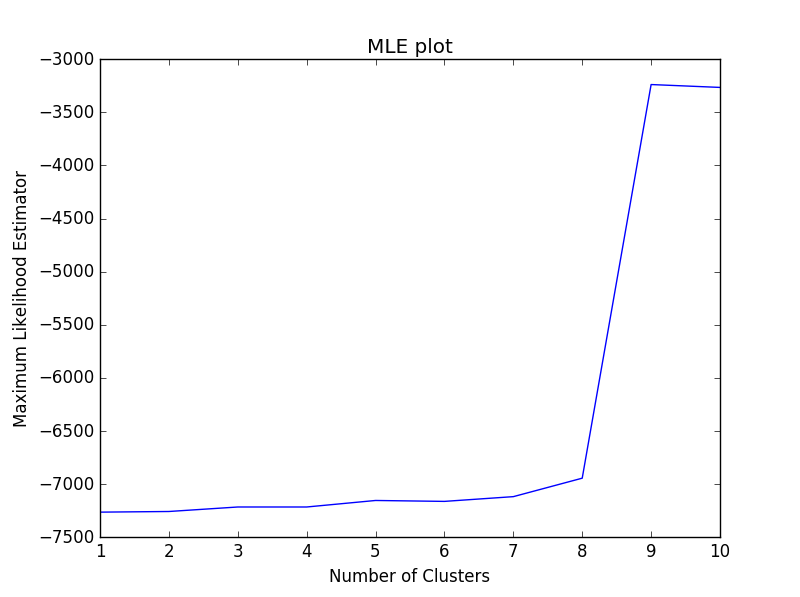 MLE plot
−3000
−3500
−4000
−4500
−5000
−5500
−6000
−6500
−7000
−7500
Maximum Likelihood Estimator
1 2 3 4 5 6 7 8 9 10
Number of Clusters